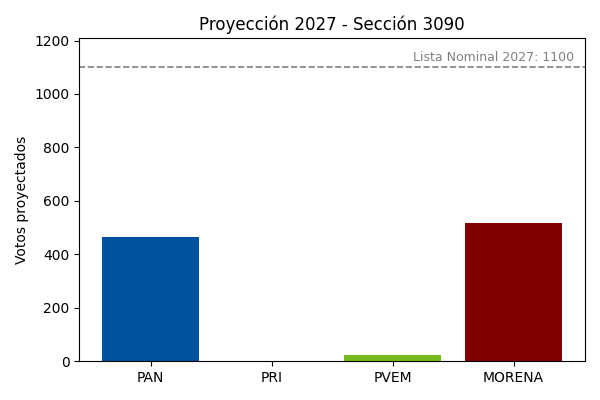 Proyección 2027 - Sección 3090
1200
Lista Nominal 2027: 1100
1000
800
600
400
200
0
Votos proyectados
PAN
PRI
PVEM
MORENA